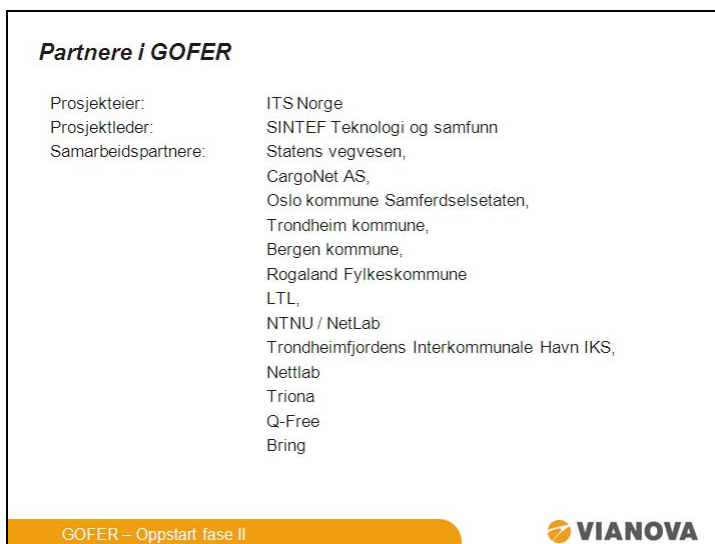 Partnere i GOFER
Prosjekteier: ITS Norge
Prosjektleder: SINTEF Teknologi og samfunn
Samarbeidspartnere: Statens vegvesen,
CargoNet AS,
Oslo kommune Samferdselsetaten,
Trondheim kommune,
Bergen kommune,
Rogaland Fylkeskommune
LTL,
NTNU / NetLab
Trondheimfjordens Interkommunale Havn IKS,
Nettlab
Triona
Q-Free
Bring
GOFER – Oppstart fase II
VIANOVA